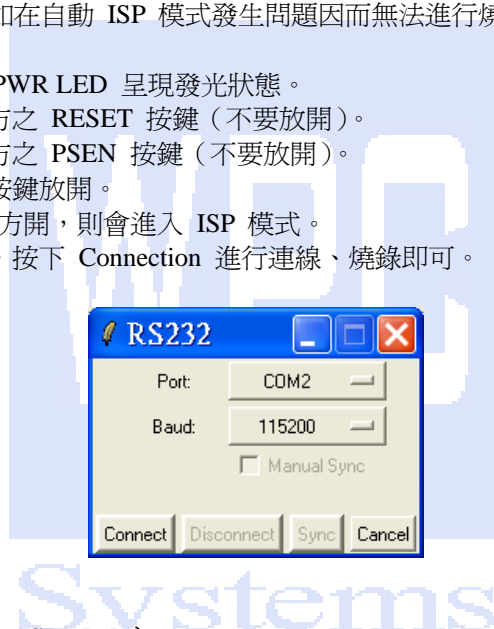 如在自動 ISP 模式發生問題因而無法進行燒
PWR LED 呈現發光狀態。
方之 RESET 按鍵（不要放開）。
方之 PSEN 按鍵（不要放開）。
按鍵放開。
方開，則會進入 ISP 模式。
按下 Connection 進行連線、燒錄即可。
RS232
Port: COM2
Baud: 115200
Manual Sync
Connect Disconnect Sync Cancel
WPC
Systems